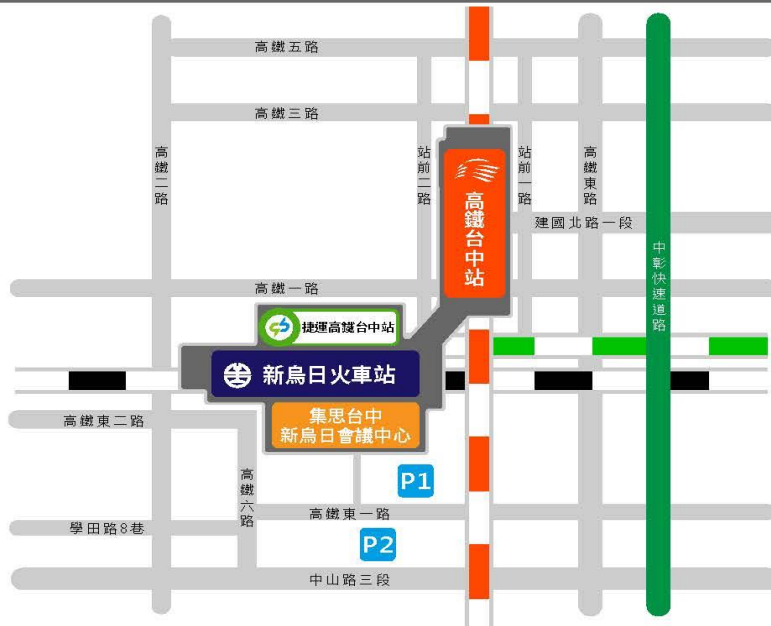 高鐵五路
高鐵三路
高鐵二路
站前二路
站前一路
高鐵東路
高鐵台中站
建國北路一段
中彰快速道路
高鐵一路
捷運高鐵台中站
新烏日火車站
集思台中
新烏日會議中心
高鐵東二路
高鐵六路
P1
高鐵東一路
學田路8巷
P2
中山路三段